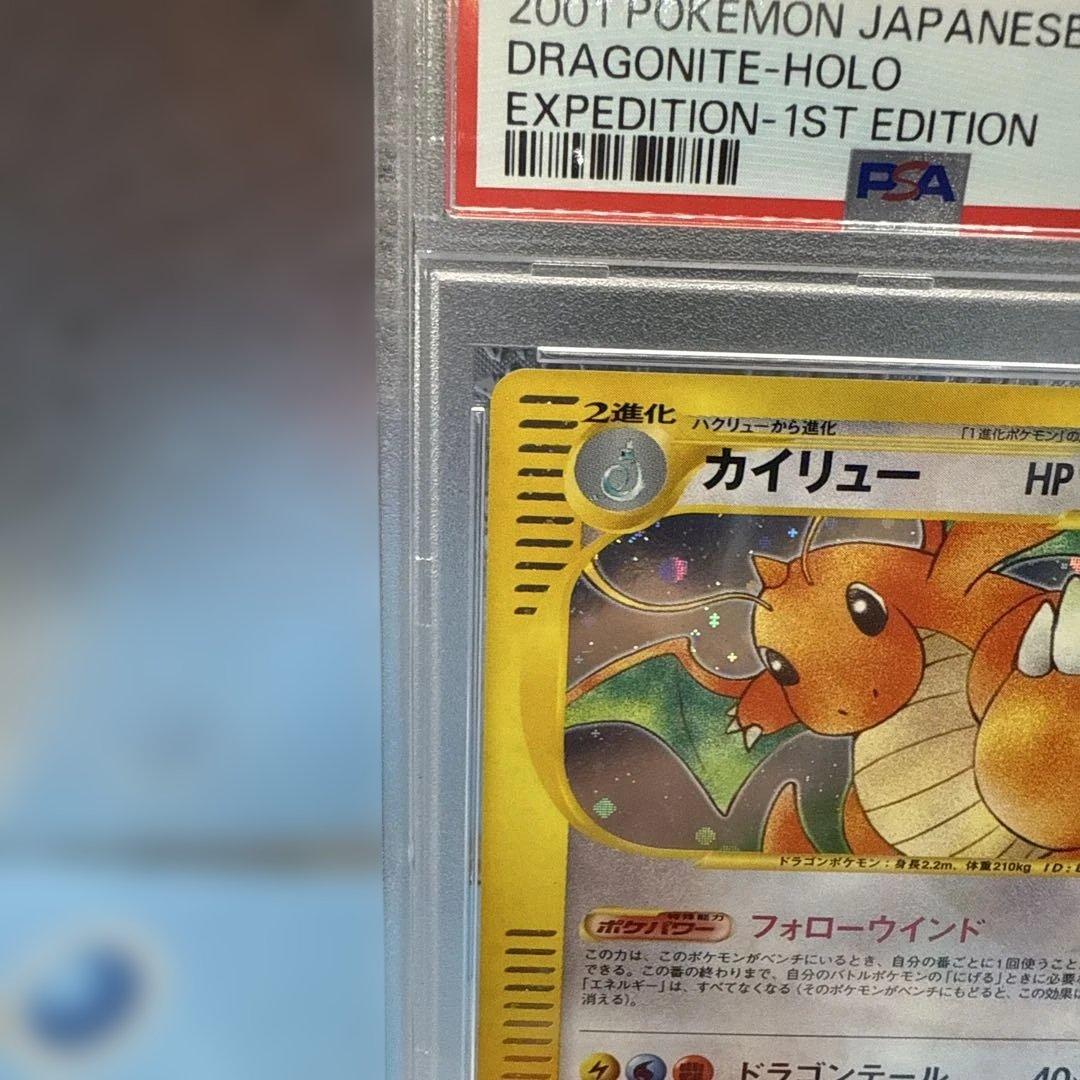 2001 POKEMON JAPANESE
DRAGONITE-HOLO
EXPEDITION-1ST EDITION
PSA
2進化
ハクリューから進化
「1進化ポケモン」の
カイリュー
HP
ドラゴンポケモン：身長2.2m、体重210kg ID:
特殊能力
ポケパワー
フォローウインド
この力は、このポケモンがベンチにいるとき、自分の番ごとに1回使うこと
できる。この番の終わりまで、自分のバトルポケモンの「にげる」ときに必要
「エネルギー」は、すべてなくなる（そのポケモンがベンチにもどると、この効果
消える）。
ドラゴンテール
40